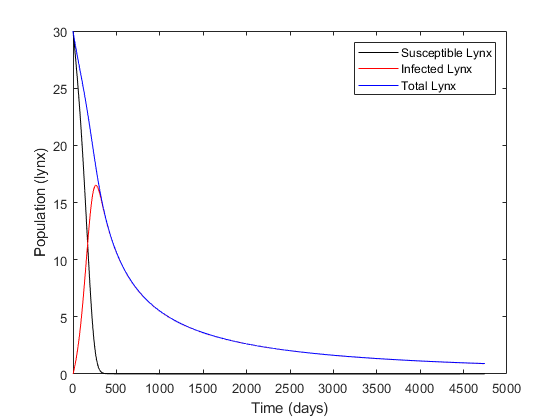 30
25
20
15
10
5
0
Population (lynx)
Susceptible Lynx
Infected Lynx
Total Lynx
0 500 1000 1500 2000 2500 3000 3500 4000 4500 5000
Time (days)